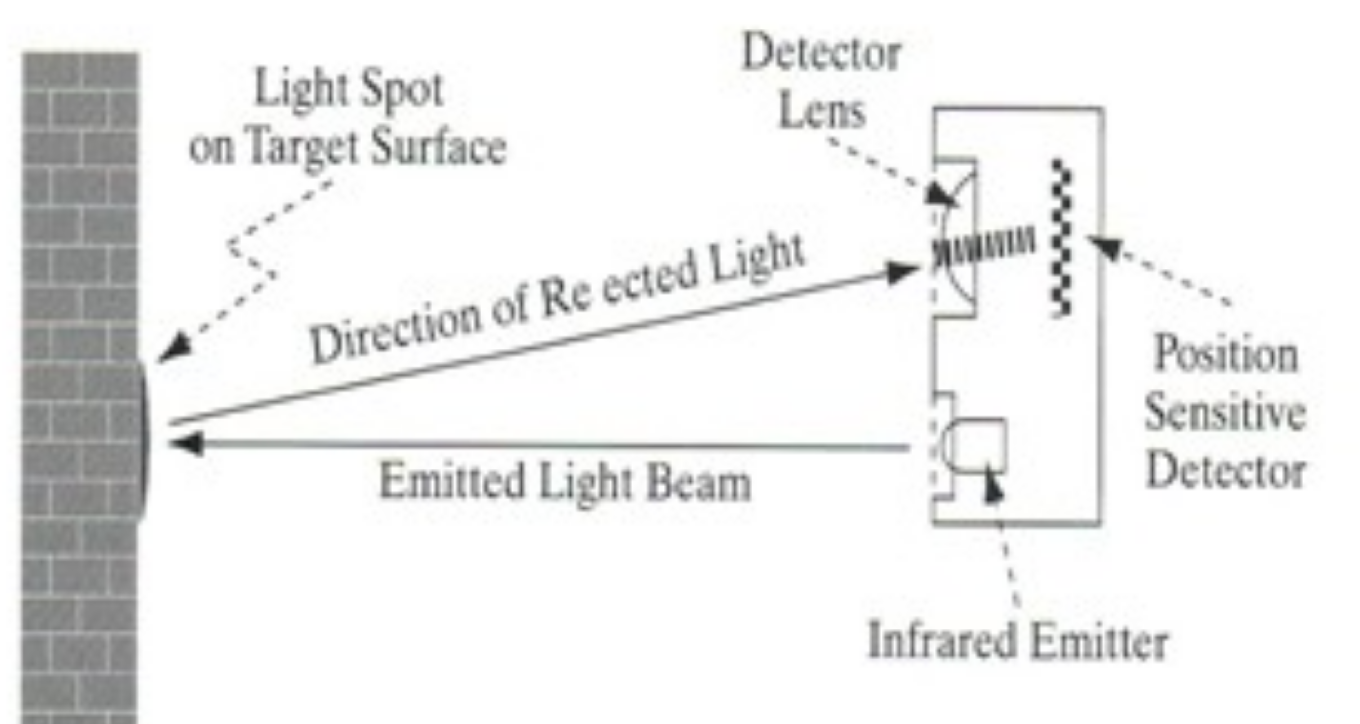 Light Spot
on Target Surface
Detector
Lens
Direction of Re ected Light
Emitted Light Beam
Position
Sensitive
Detector
Infrared Emitter